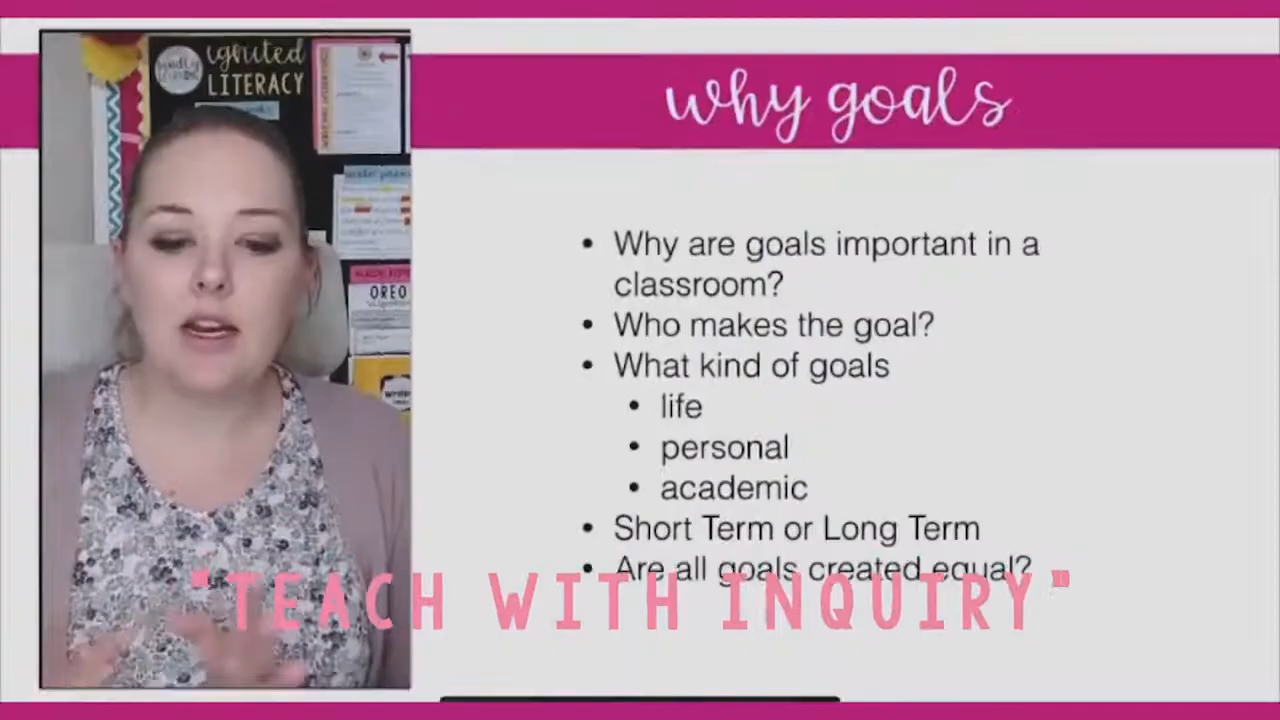 ignited
LITERACY
OREO
why goals
• Why are goals important in a
classroom?
• Who makes the goal?
• What kind of goals
• life
• personal
• academic
• Short Term or Long Term
• Are all goals created equal?
"TEACH WITH INQUIRY"